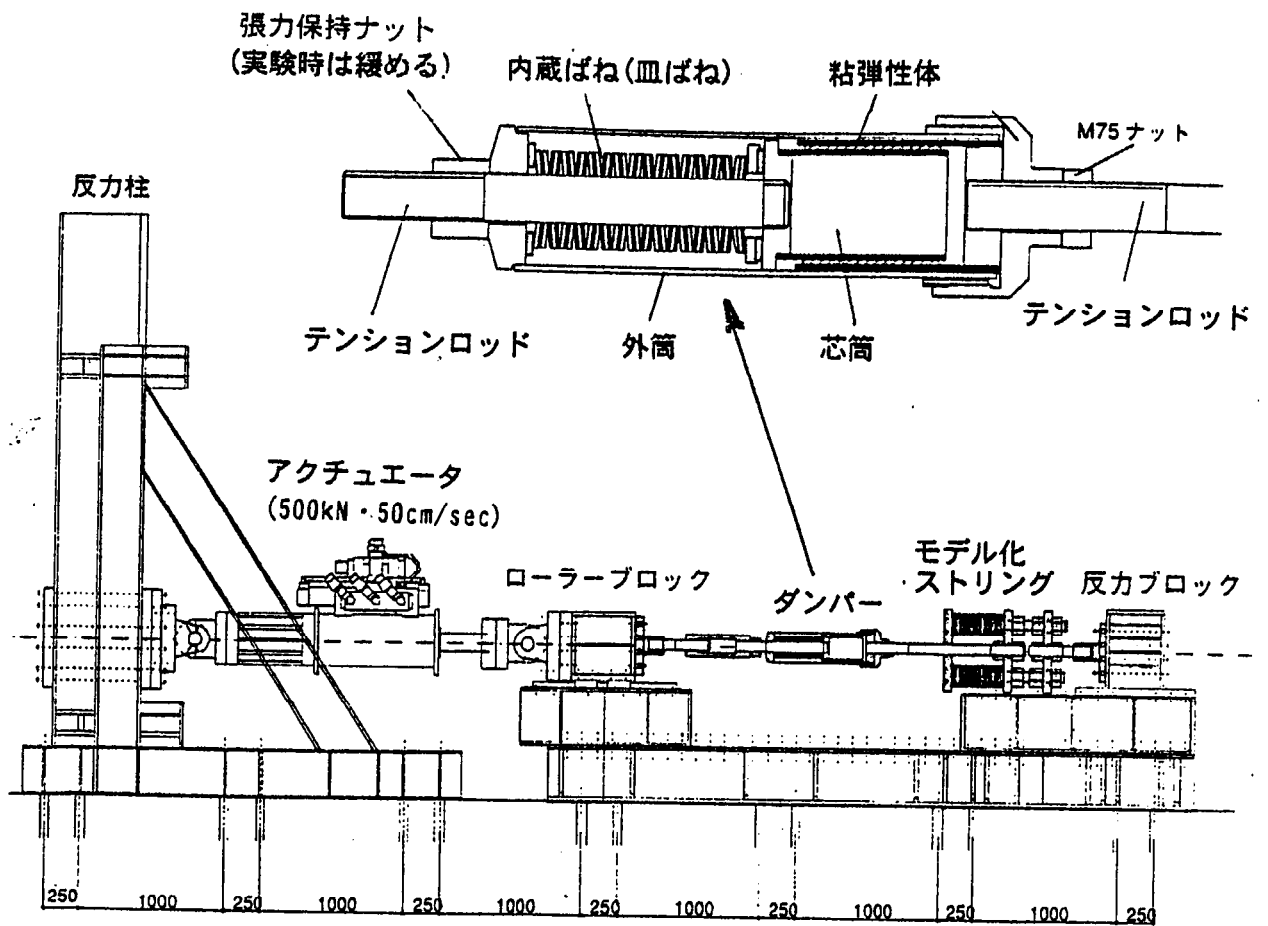 張力保持ナット
(実験時は緩める)
内蔵ばね(皿ばね)
粘弾性体
M75ナット
反力柱
テンションロッド
外筒
芯筒
テンションロッド
アクチュエータ
(500kN・50cm/sec)
ローラーブロック
ダンパー
モデル化
ストリング
反力ブロック
250 1000 250 1000 250 1000 250 1000 250 1000 250 1000 250